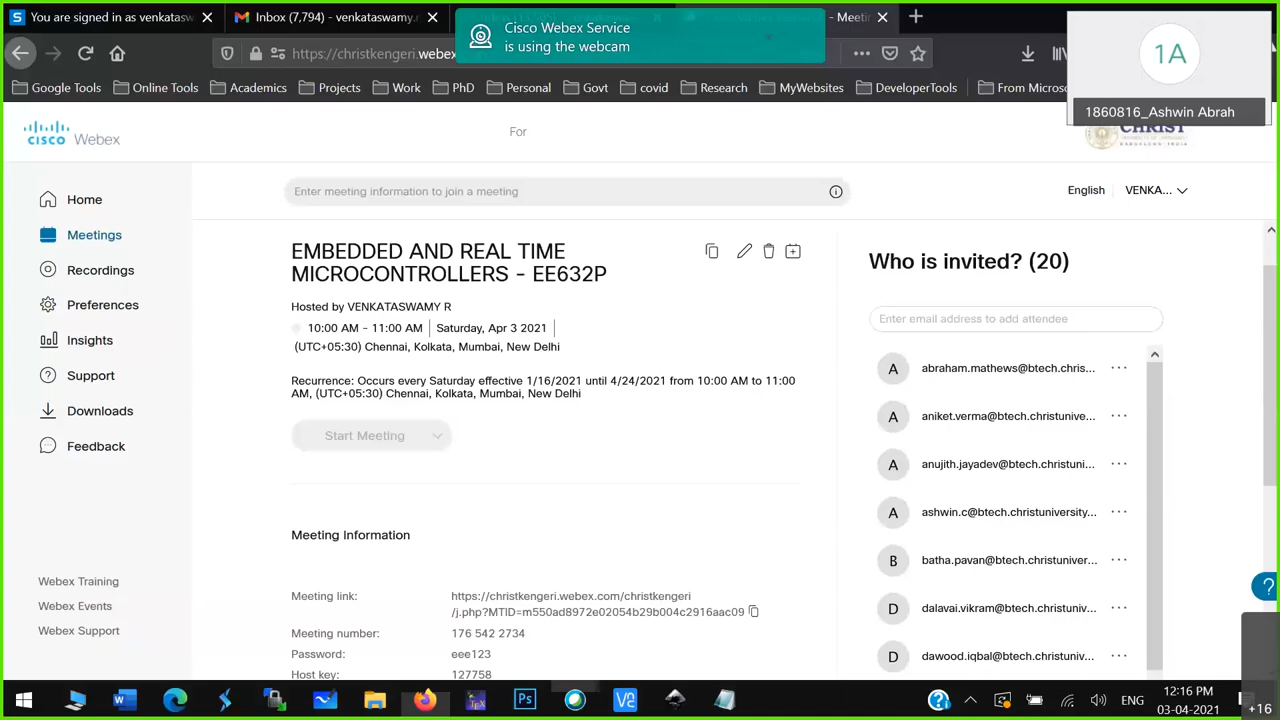 You are signed in as venkatasw
Inbox (7,794) - venkataswamy.r
Meetin
Cisco Webex Service
is using the webcam
https://christkengeri.webex
1A
1860816_Ashwin Abrah
Google Tools
Online Tools
Academics
Projects
Work
PhD
Personal
Govt
covid
Research
MyWebsites
DeveloperTools
From Micros
cisco Webex
For
CHRIST
Enter meeting information to join a meeting
English
VENKA...
Home
Meetings
Recordings
Preferences
Insights
Support
Downloads
Feedback
Webex Training
Webex Events
Webex Support
EMBEDDED AND REAL TIME
MICROCONTROLLERS - EE632P
Hosted by VENKATASWAMY R
10:00 AM - 11:00 AM | Saturday, Apr 3 2021 |
(UTC+05:30) Chennai, Kolkata, Mumbai, New Delhi
Recurrence: Occurs every Saturday effective 1/16/2021 until 4/24/2021 from 10:00 AM to 11:00
AM, (UTC+05:30) Chennai, Kolkata, Mumbai, New Delhi
Start Meeting
Meeting Information
Meeting link:
https://christkengeri.webex.com/christkengeri
/j.php?MTID=m550ad8972e02054b29b004c2916aac09
Meeting number:
176 542 2734
Password:
eee123
Host key:
127758
Who is invited? (20)
Enter email address to add attendee
A
abraham.mathews@btech.chris...
A
aniket.verma@btech.christunive...
A
anujith.jayadev@btech.christuni...
A
ashwin.c@btech.christuniversity...
B
batha.pavan@btech.christuniver...
D
dalavai.vikram@btech.christuniv...
D
dawood.iqbal@btech.christuniv...
?
ENG
12:16 PM
03-04-2021
+16